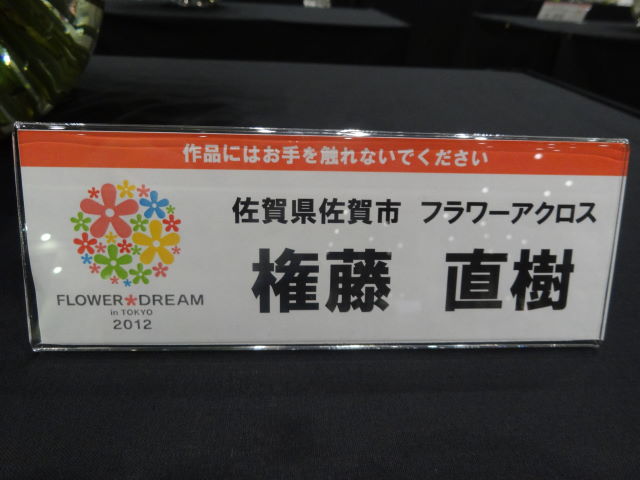 作品にはお手を触れないでください
佐賀県佐賀市　フラワーアクロス
権藤　直樹
FLOWER★DREAM
in TOKYO
2012